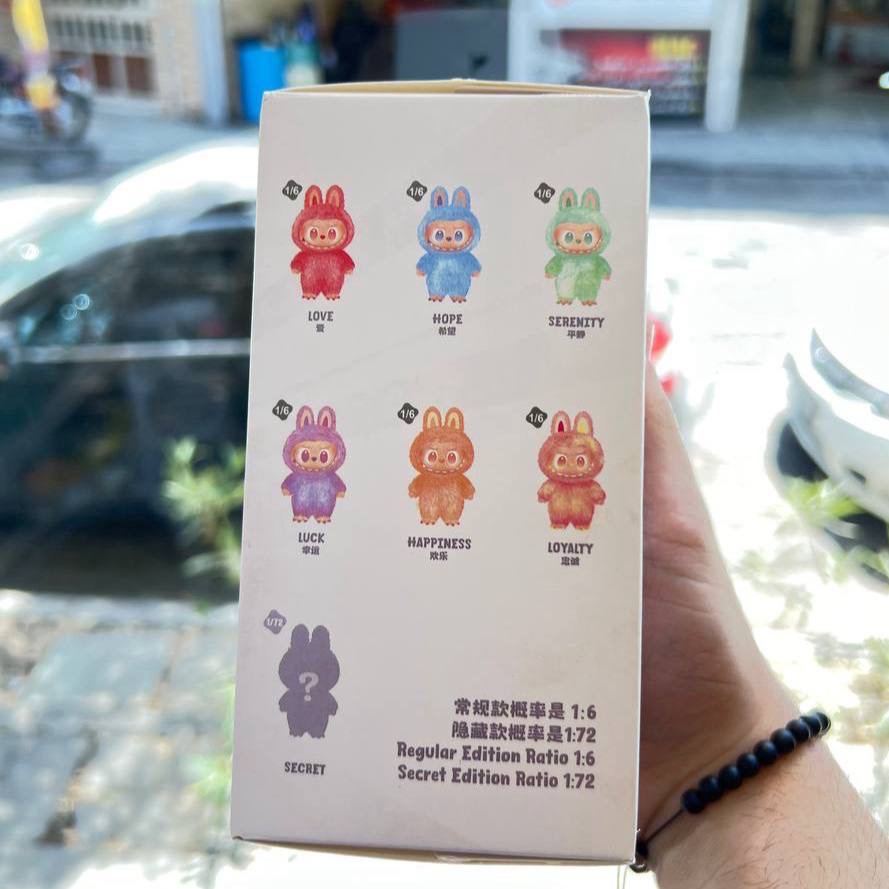 1/6 1/6 1/6
LOVE HOPE SERENITY
爱 希望 平静
1/6 1/6 1/6
LUCK HAPPINESS LOYALTY
幸运 欢乐 忠诚
1/72
?
SECRET
常规款概率是 1:6
隐藏款概率是1:72
Regular Edition Ratio 1:6
Secret Edition Ratio 1:72